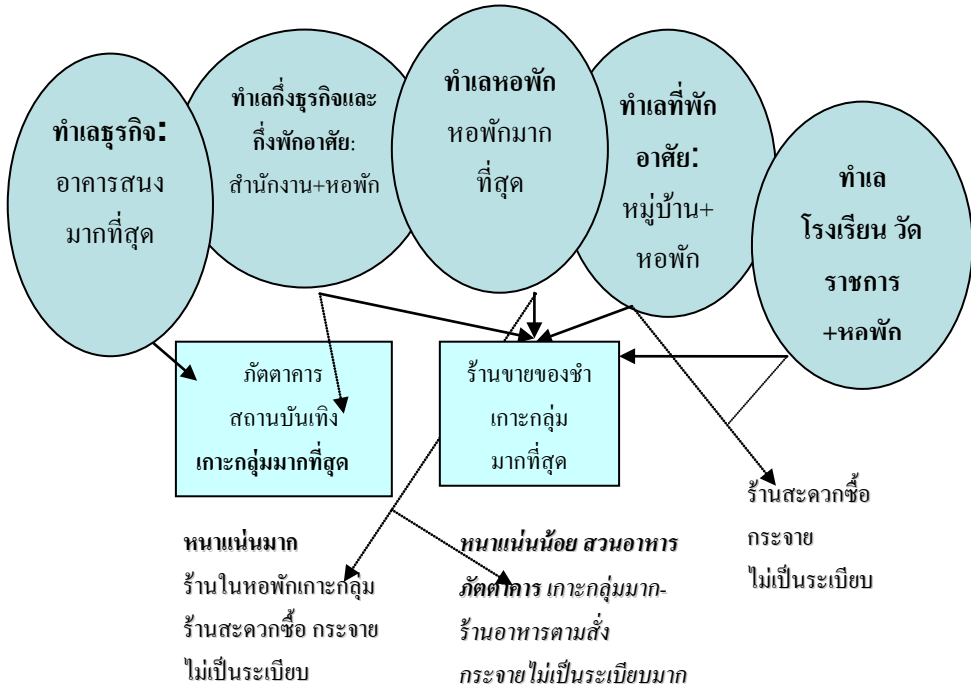 ทำเลธุรกิจ:
อาคารสนง
มากที่สุด
ทำเลกึ่งธุรกิจและ
กึ่งพักอาศัย:
สำนักงาน+หอพัก
ทำเลหอพัก
หอพักมาก
ที่สุด
ทำเลที่พัก
อาศัย:
หมู่บ้าน+
หอพัก
ทำเล
โรงเรียน วัด
ราชการ
+หอพัก
ภัตตาคาร
สถานบันเทิง
เกาะกลุ่มมากที่สุด
ร้านขายของชำ
เกาะกลุ่ม
มากที่สุด
หนาแน่นมาก
ร้านในหอพักเกาะกลุ่ม
ร้านสะดวกซื้อ กระจาย
ไม่เป็นระเบียบ
หนาแน่นน้อย สวนอาหาร
ภัตตาคาร เกาะกลุ่มมาก-
ร้านอาหารตามสั่ง
กระจายไม่เป็นระเบียบมาก
ร้านสะดวกซื้อ
กระจาย
ไม่เป็นระเบียบ